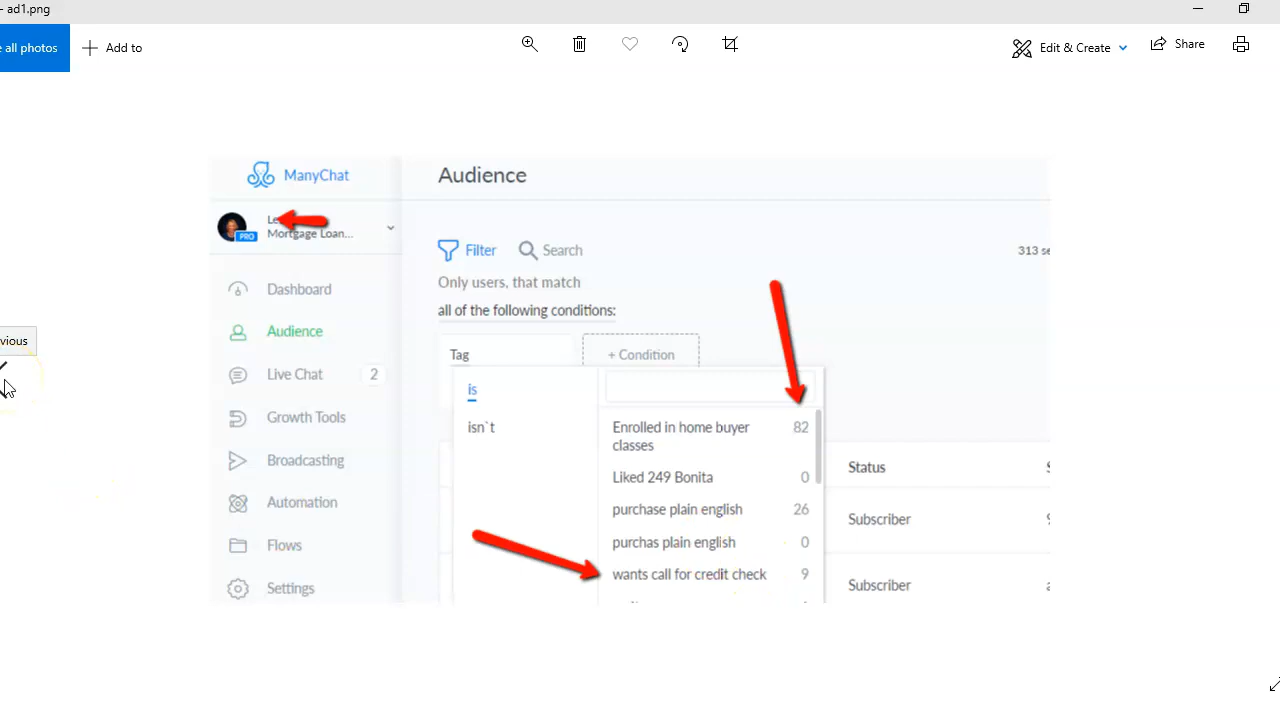 - ad1.png
all photos
Add to
Edit & Create
Share
ManyChat
Audience
PRO
Mortgage Loan...
Filter
Search
313
Only users, that match
all of the following conditions:
Dashboard
Audience
Live Chat 2
Growth Tools
Broadcasting
Automation
Flows
Settings
Tag
+ Condition
is
isn`t
Enrolled in home buyer 82
classes
Liked 249 Bonita 0
purchase plain english 26
purchas plain english 0
wants call for credit check 9
Status
Subscriber
Subscriber